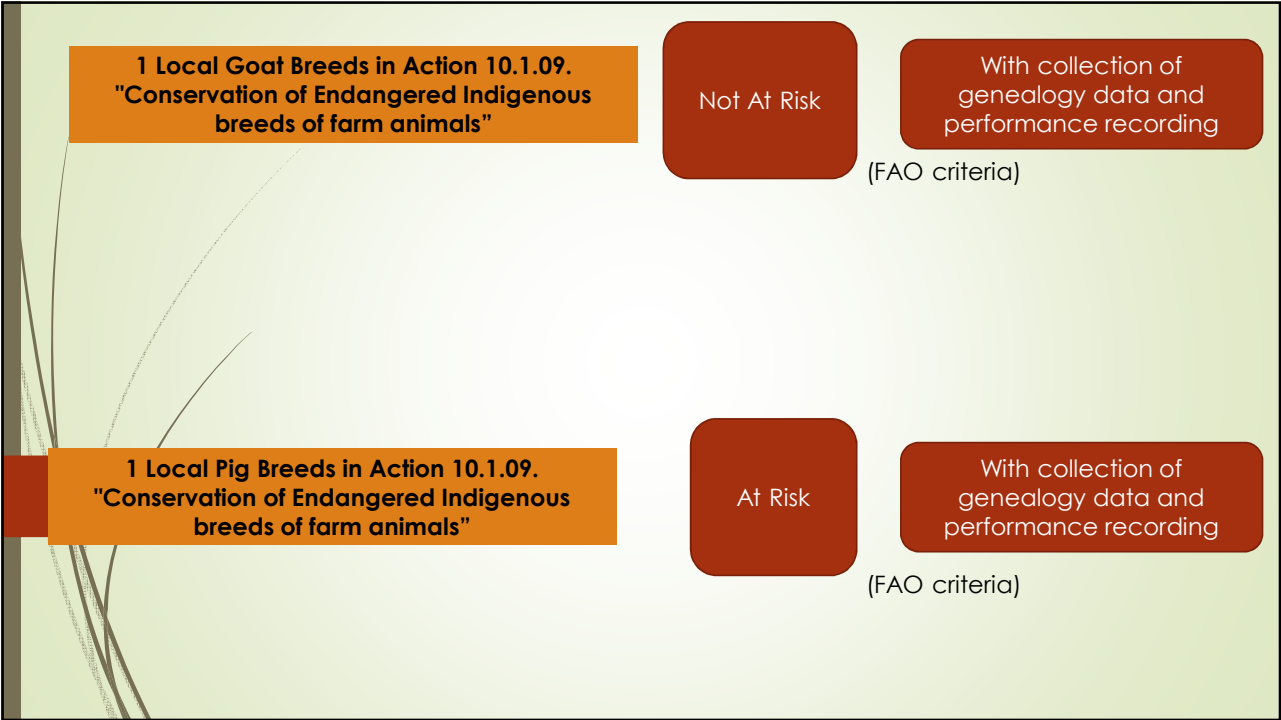 1 Local Goat Breeds in Action 10.1.09.
"Conservation of Endangered Indigenous
breeds of farm animals”
Not At Risk
With collection of
genealogy data and
performance recording
(FAO criteria)
1 Local Pig Breeds in Action 10.1.09.
"Conservation of Endangered Indigenous
breeds of farm animals”
At Risk
With collection of
genealogy data and
performance recording
(FAO criteria)